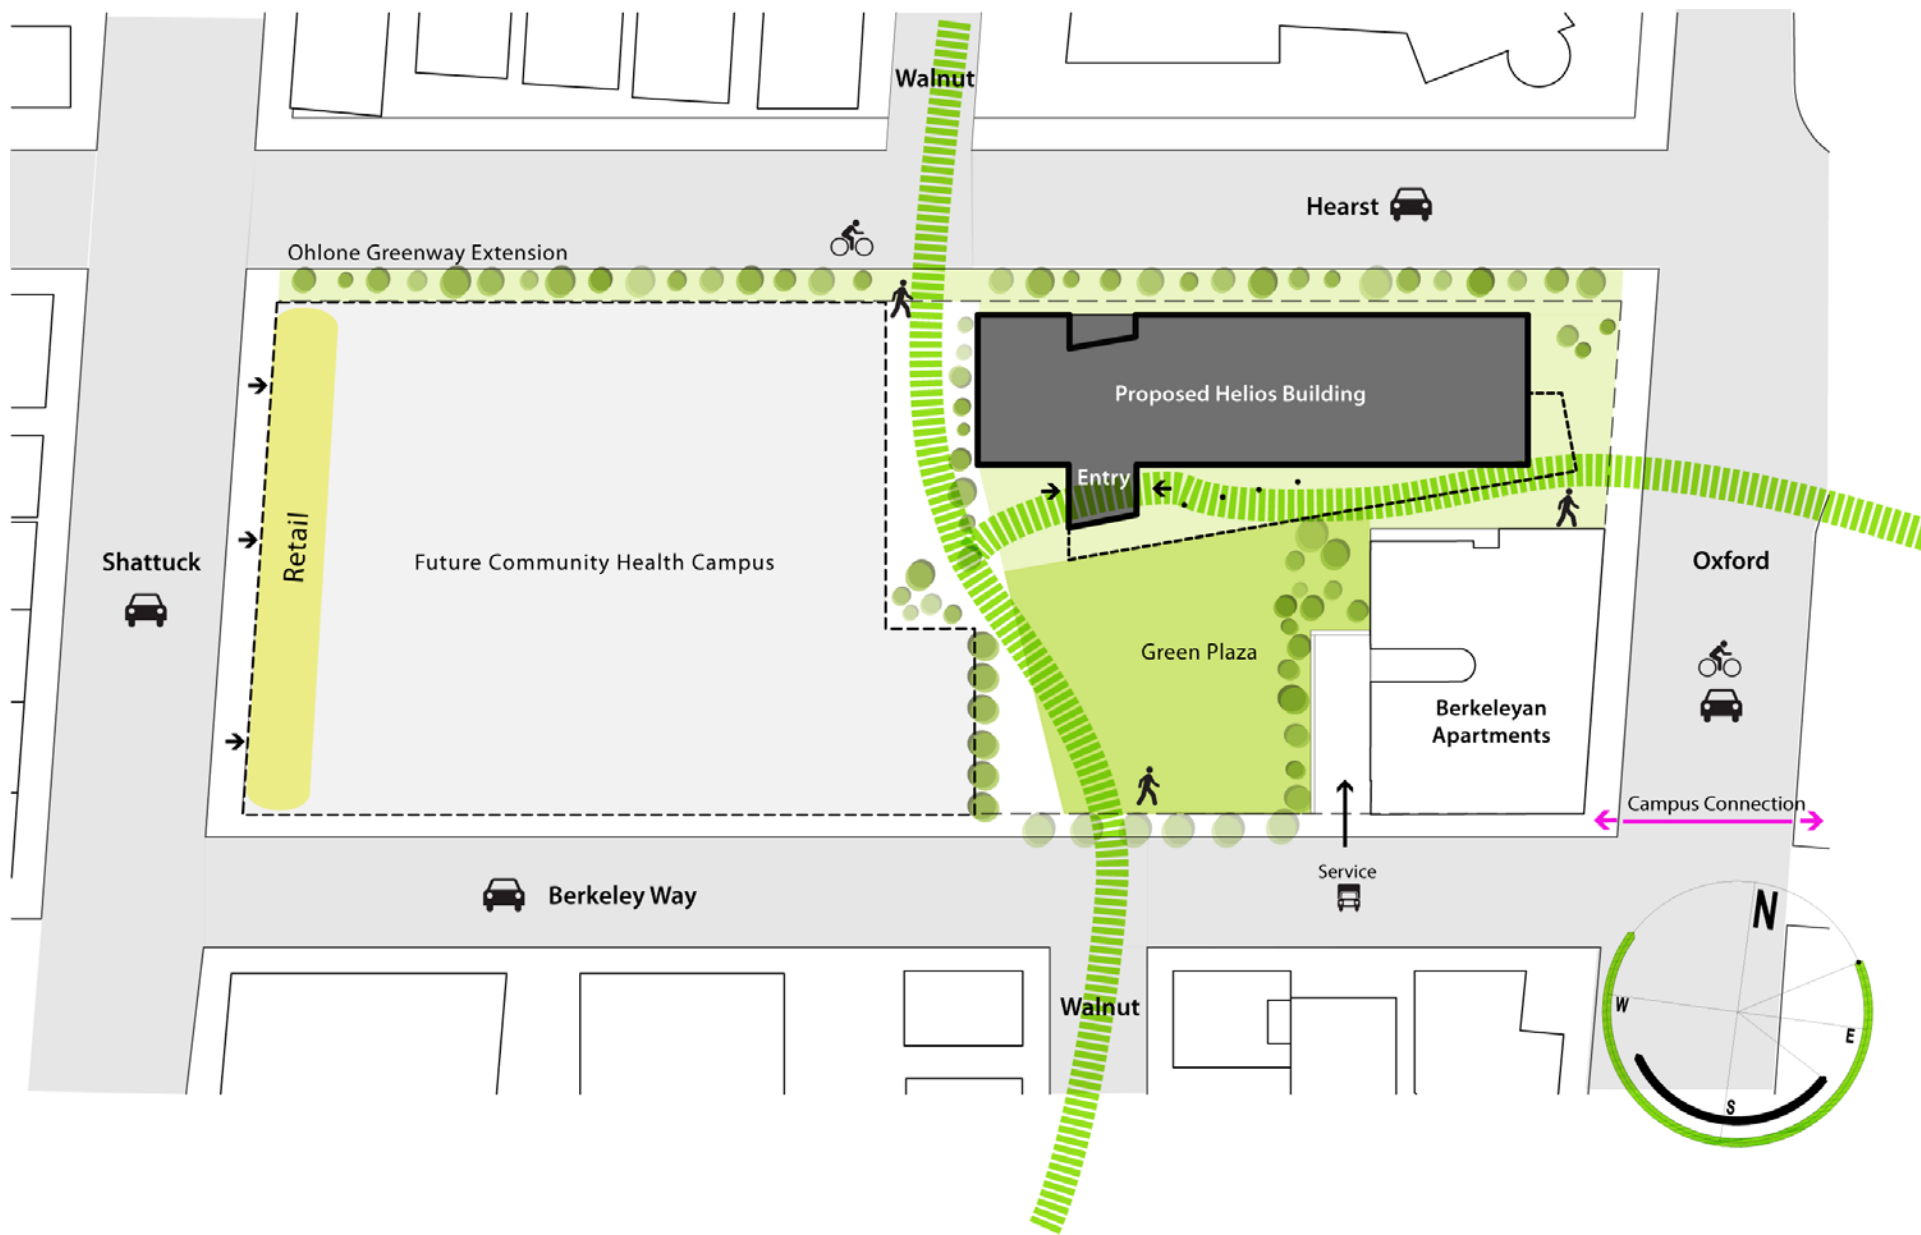 Walnut
Hearst
Ohlone Greenway Extension
Proposed Helios Building
Entry
Retail
Future Community Health Campus
Shattuck
Oxford
Green Plaza
Berkeleyan
Apartments
Campus Connection
Service
Berkeley Way
N
Walnut
W
E
S